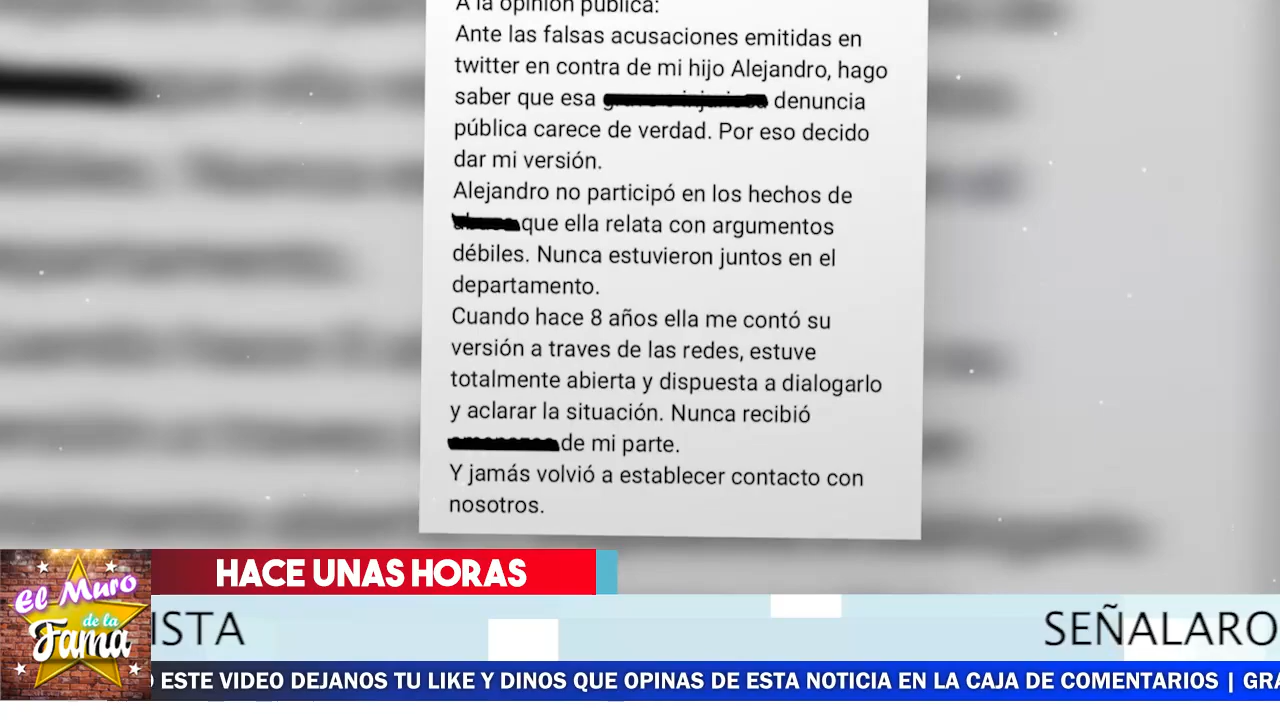 A la opinión pública:
Ante las falsas acusaciones emitidas en
twitter en contra de mi hijo Alejandro, hago
saber que esa denuncia
pública carece de verdad. Por eso decido
dar mi versión.
Alejandro no participó en los hechos de
que ella relata con argumentos
débiles. Nunca estuvieron juntos en el
departamento.
Cuando hace 8 años ella me contó su
versión a traves de las redes, estuve
totalmente abierta y dispuesta a dialogarlo
y aclarar la situación. Nunca recibió
de mi parte.
Y jamás volvió a establecer contacto con
nosotros.
HACE UNAS HORAS
El Muro
de la
Fama
ISTA SEÑALARO
ESTE VIDEO DEJANOS TU LIKE Y DINOS QUE OPINAS DE ESTA NOTICIA EN LA CAJA DE COMENTARIOS | GRA